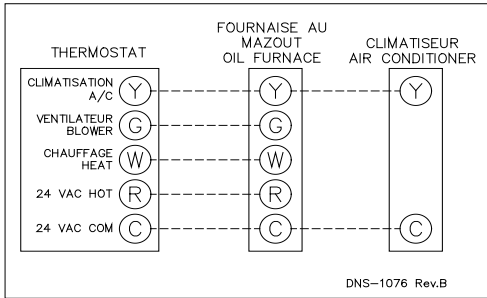 THERMOSTAT
FOURNAISE AU
MAZOUT
OIL FURNACE
CLIMATISEUR
AIR CONDITIONER
CLIMATISATION
A/C
Y
Y
Y
VENTILATEUR
BLOWER
G
G
CHAUFFAGE
HEAT
W
W
24 VAC HOT
R
R
24 VAC COM
C
C
C
DNS-1076 Rev.B